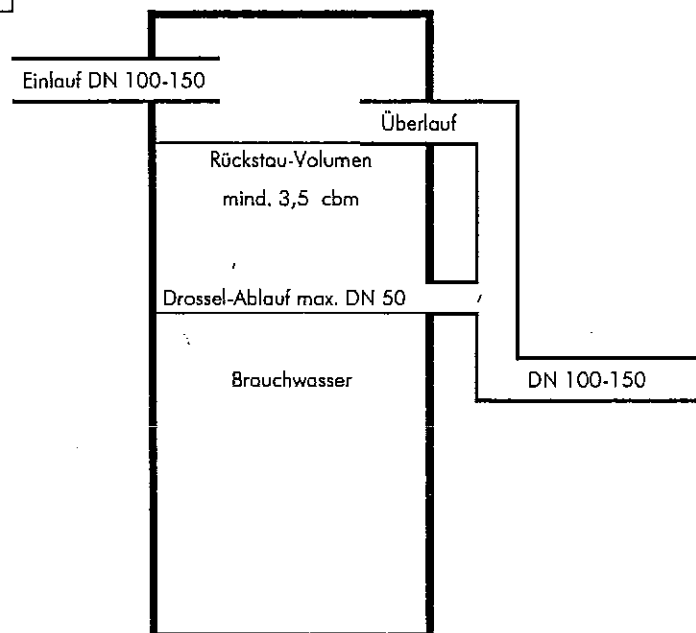 Einlauf DN 100-150
Überlauf
Rückstau-Volumen
mind. 3,5 cbm
Drossel-Ablauf max. DN 50
Brauchwasser
DN 100-150